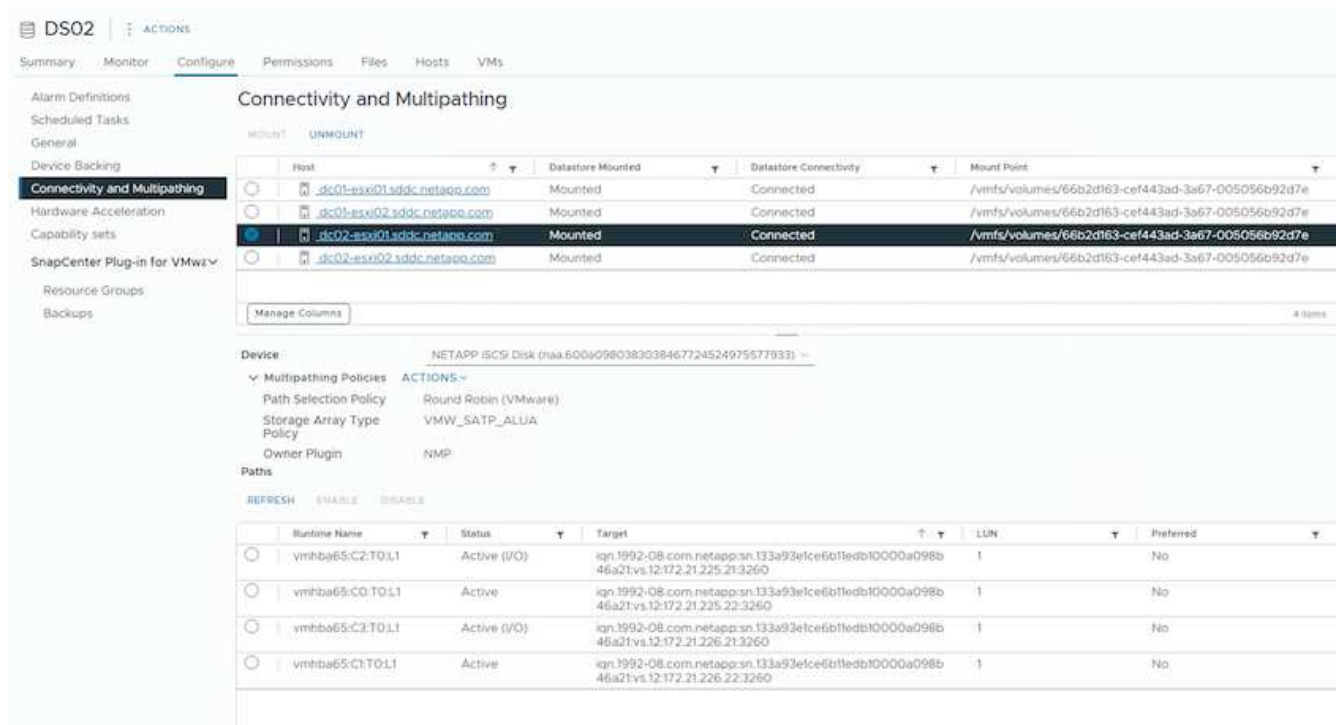 DS02 ACTIONS
Summary Monitor Configure Permissions Files Hosts VMs
Alarm Definitions
Scheduled Tasks
General
Device Backing
Connectivity and Multipathing
Hardware Acceleration
Capability sets
SnapCenter Plug-in for VMwa
Resource Groups
Backups
Connectivity and Multipathing
MOUNT UNMOUNT
Host Datastore Mounted Datastore Connectivity Mount Point
dc01-esxi01.sddc.netapp.com Mounted Connected /vmfs/volumes/66b2d163-cef443ad-3a67-005056b92d7e
dc01-esxi02.sddc.netapp.com Mounted Connected /vmfs/volumes/66b2d163-cef443ad-3a67-005056b92d7e
dc02-esxi01.sddc.netapp.com Mounted Connected /vmfs/volumes/66b2d163-cef443ad-3a67-005056b92d7e
dc02-esxi02.sddc.netapp.com Mounted Connected /vmfs/volumes/66b2d163-cef443ad-3a67-005056b92d7e
Manage Columns 4 items
Device NETAPP iSCSI Disk (naa.600a0980383038467724524975577933)
Multipathing Policies ACTIONS
Path Selection Policy Round Robin (VMware)
Storage Array Type VMW_SATP_ALUA
Policy
Owner Plugin NMP
Paths
REFRESH ENABLE DISABLE
Runtime Name Status Target LUN Preferred
vmhba65:C2:T0:L1 Active (I/O) iqn.1992-08.com.netapp:sn.133a93e1ce6b11edb10000a098b 1 No
46a21:vs.12:172.21.225.21:3260
vmhba65:C0:T0:L1 Active iqn.1992-08.com.netapp:sn.133a93e1ce6b11edb10000a098b 1 No
46a21:vs.12:172.21.225.22:3260
vmhba65:C3:T0:L1 Active (I/O) iqn.1992-08.com.netapp:sn.133a93e1ce6b11edb10000a098b 1 No
46a21:vs.12:172.21.226.21:3260
vmhba65:C1:T0:L1 Active iqn.1992-08.com.netapp:sn.133a93e1ce6b11edb10000a098b 1 No
46a21:vs.12:172.21.226.22:3260